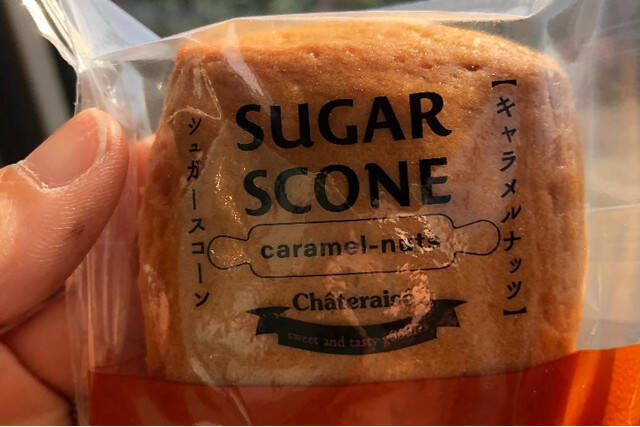 SUGAR
SCONE
caramel-nuts
Châteraisé
sweet and tasty
シュガースコーン
【キャラメルナッツ】